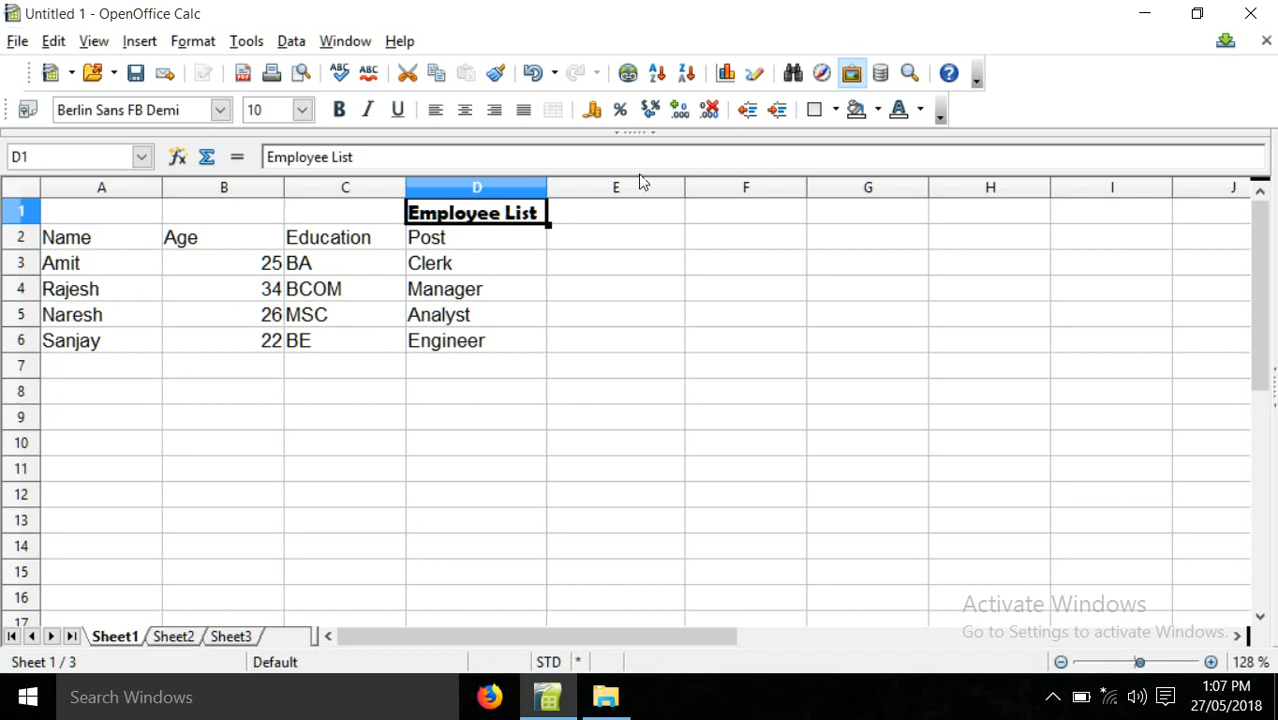 Untitled 1 - OpenOffice Calc
File Edit View Insert Format Tools Data Window Help
Berlin Sans FB Demi 10
D1 Employee List
A B C D E F G H I J
1 Employee List
2 Name Age Education Post
3 Amit 25 BA Clerk
4 Rajesh 34 BCOM Manager
5 Naresh 26 MSC Analyst
6 Sanjay 22 BE Engineer
7
8
9
10
11
12
13
14
15
16
17
Activate Windows
Go to Settings to activate Windows.
Sheet1 Sheet2 Sheet3
Sheet 1 / 3 Default STD * 128 %
Search Windows
1:07 PM
27/05/2018